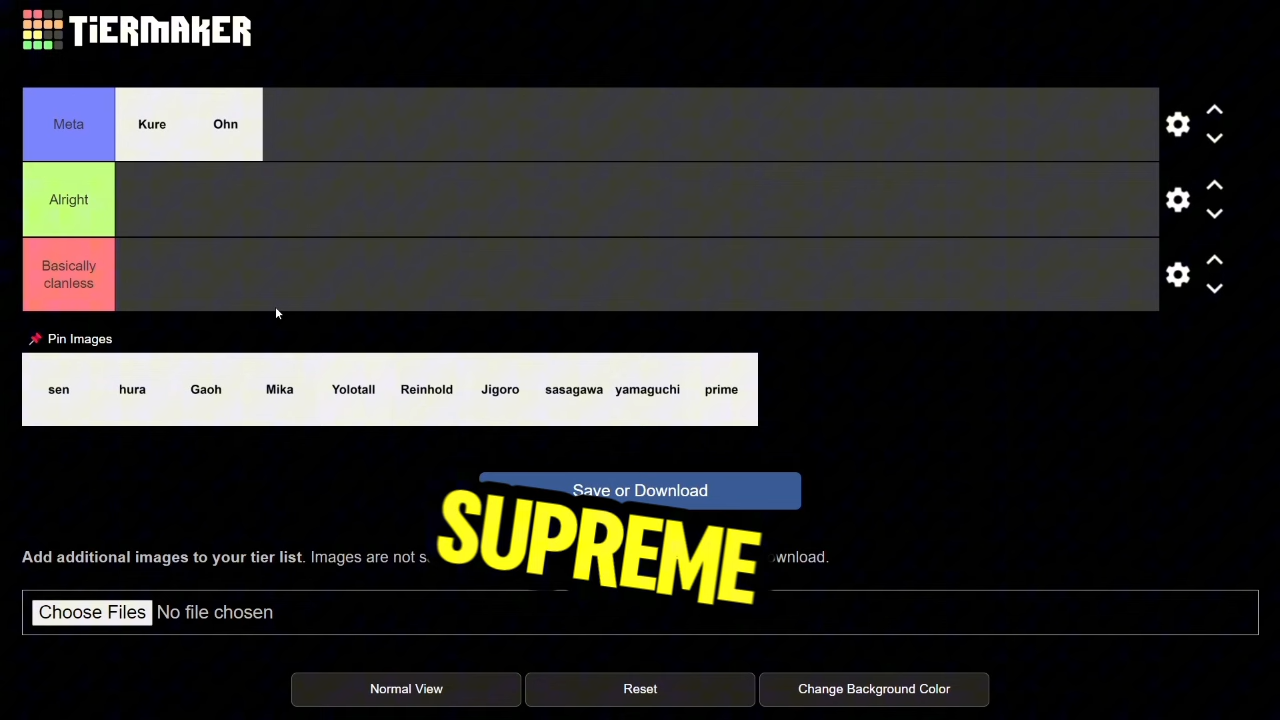 TiERMAKER
Meta
Kure
Ohn
Alright
Basically
clanless
Pin Images
sen
hura
Gaoh
Mika
Yolotall
Reinhold
Jigoro
sasagawa
yamaguchi
prime
Save or Download
SUPREME
Add additional images to your tier list. Images are not s
wnload.
Choose Files No file chosen
Normal View
Reset
Change Background Color